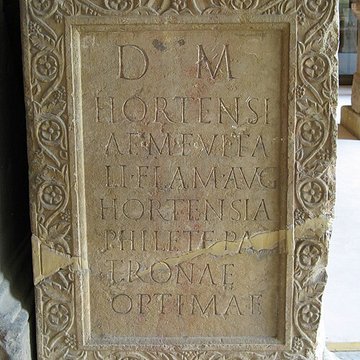 D M
HORTENSI
AE·M·F·VITA
LI·FLAM·AVG
HORTENSIA
PHILETE·PA
TRONAE
OPTIMAE